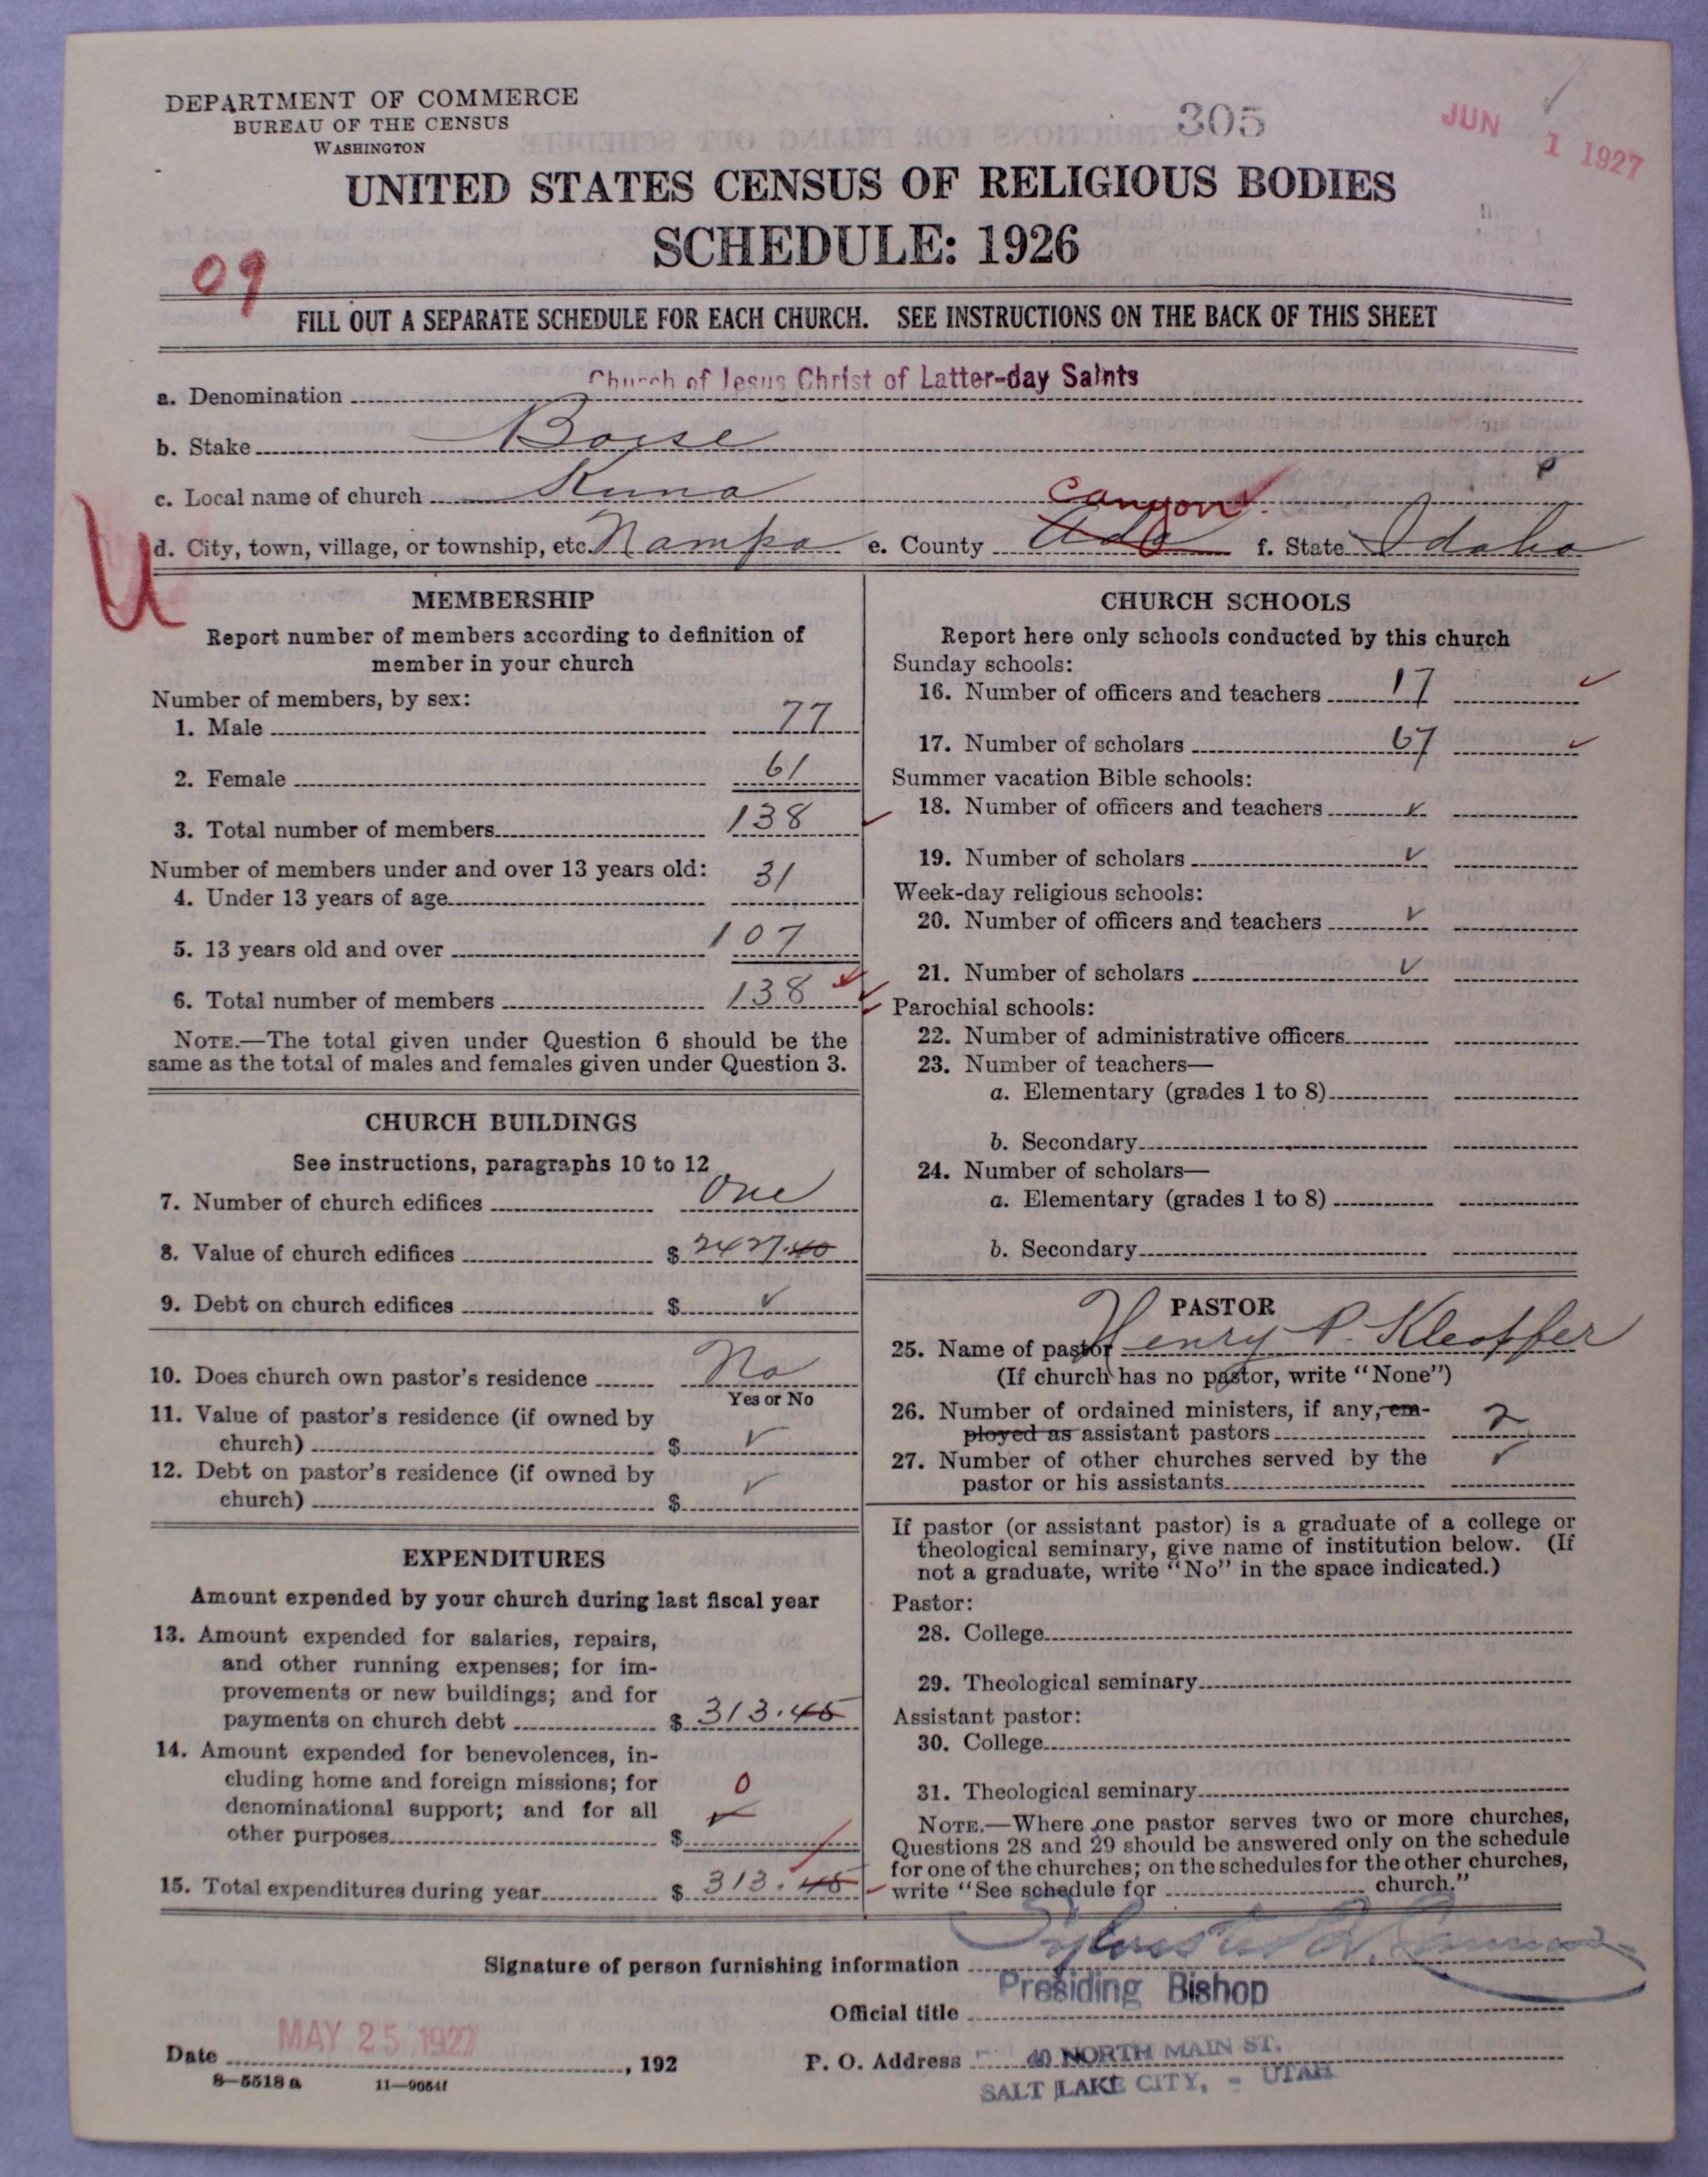 DEPARTMENT OF COMMERCE
BUREAU OF THE CENSUS
WASHINGTON
305
JUN 1 1927
UNITED STATES CENSUS OF RELIGIOUS BODIES
SCHEDULE: 1926
09
FILL OUT A SEPARATE SCHEDULE FOR EACH CHURCH. SEE INSTRUCTIONS ON THE BACK OF THIS SHEET
a. Denomination Church of Jesus Christ of Latter-day Saints
b. Stake Boise
c. Local name of church Kuna
Canyon
U
d. City, town, village, or township, etc. Nampa e. County Ada f. State Idaho
MEMBERSHIP
Report number of members according to definition of
member in your church
Number of members, by sex:
1. Male 77
2. Female 61
3. Total number of members 138
Number of members under and over 13 years old:
4. Under 13 years of age 31
5. 13 years old and over 107
6. Total number of members 138
NOTE.—The total given under Question 6 should be the
same as the total of males and females given under Question 3.
CHURCH BUILDINGS
See instructions, paragraphs 10 to 12
7. Number of church edifices One
8. Value of church edifices $ 2427.40
9. Debt on church edifices $ ✓
10. Does church own pastor's residence No
Yes or No
11. Value of pastor's residence (if owned by
church) $ ✓
12. Debt on pastor's residence (if owned by
church) $ ✓
EXPENDITURES
Amount expended by your church during last fiscal year
13. Amount expended for salaries, repairs,
and other running expenses; for im-
provements or new buildings; and for
payments on church debt $ 313.45
14. Amount expended for benevolences, in-
cluding home and foreign missions; for
denominational support; and for all
other purposes $ 0 ✓
15. Total expenditures during year $ 313.45
CHURCH SCHOOLS
Report here only schools conducted by this church
Sunday schools:
16. Number of officers and teachers 17 ✓
17. Number of scholars 67 ✓
Summer vacation Bible schools:
18. Number of officers and teachers ✓
19. Number of scholars ✓
Week-day religious schools:
20. Number of officers and teachers ✓
21. Number of scholars ✓
Parochial schools:
22. Number of administrative officers
23. Number of teachers—
a. Elementary (grades 1 to 8)
b. Secondary
24. Number of scholars—
a. Elementary (grades 1 to 8)
b. Secondary
PASTOR
25. Name of pastor Henry P.
(If church has no pastor, write "None")
26. Number of ordained ministers, if any, em-
ployed as assistant pastors 2
27. Number of other churches served by the
pastor or his assistants ✓
If pastor (or assistant pastor) is a graduate of a college or
theological seminary, give name of institution below. (If
not a graduate, write "No" in the space indicated.)
Pastor:
28. College
29. Theological seminary
Assistant pastor:
30. College
31. Theological seminary
NOTE.—Where one pastor serves two or more churches,
Questions 28 and 29 should be answered only on the schedule
for one of the churches; on the schedules for the other churches,
write "See schedule for church."
Signature of person furnishing information
Official title Presiding Bishop
Date MAY 25 1927, 192
P. O. Address 40 NORTH MAIN ST.
SALT LAKE CITY, - UTAH
8—5518a 11—9054f